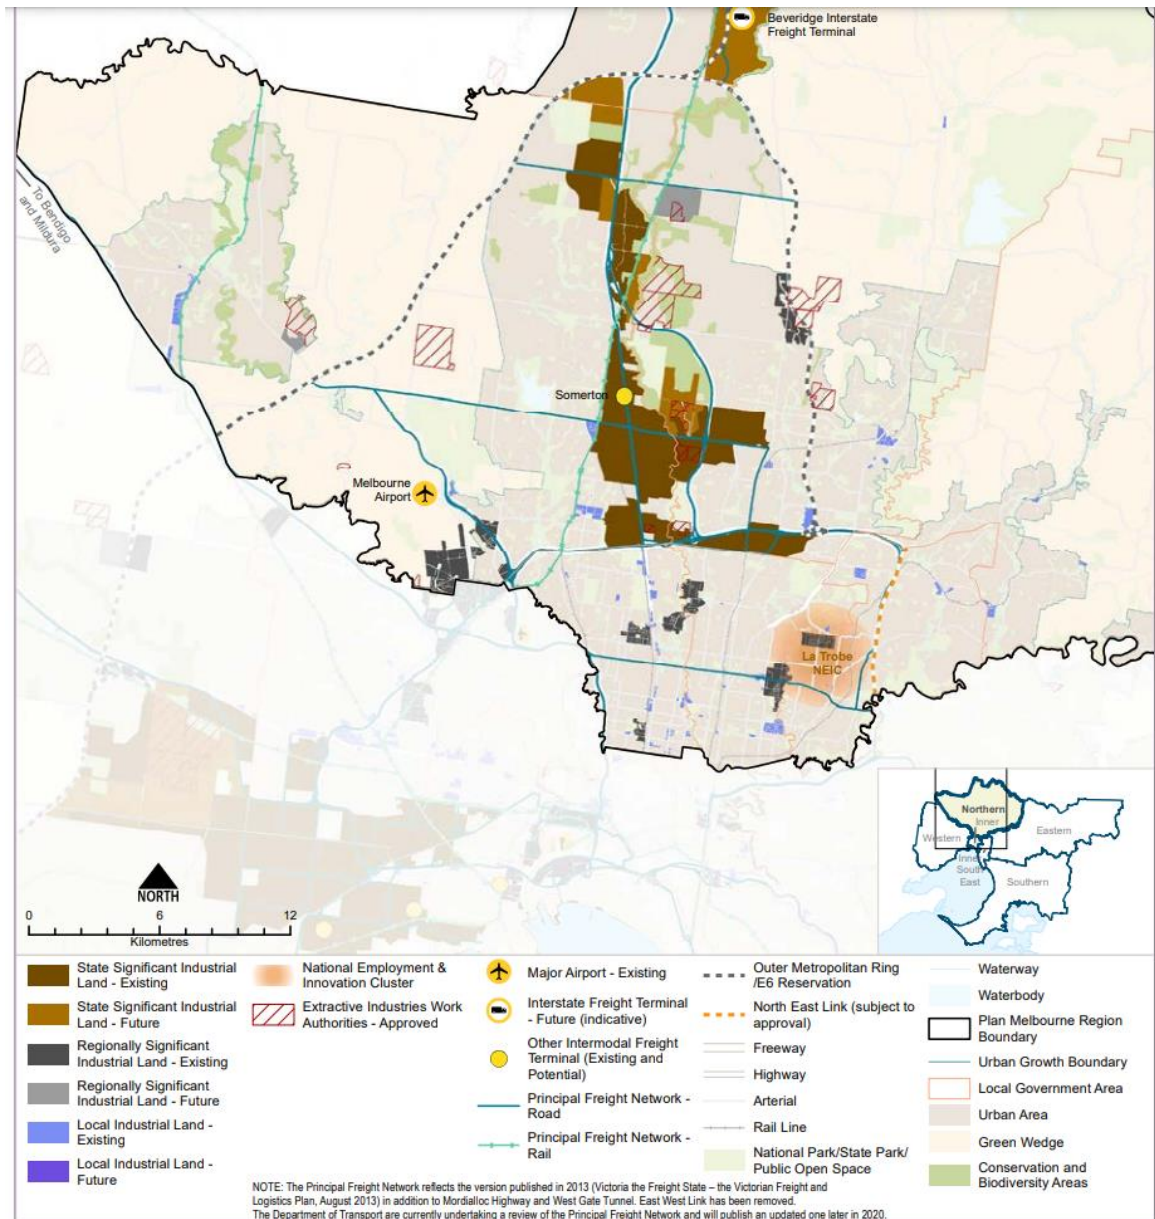 Beveridge Interstate
Freight Terminal
To Bendigo
and Mildura
Somerton
Melbourne
Airport
La Trobe
NEIC
NORTH
0 6 12
Kilometres
Northern
Inner
Western
Eastern
Inner
South
East
Southern
State Significant Industrial
Land - Existing
State Significant Industrial
Land - Future
Regionally Significant
Industrial Land - Existing
Regionally Significant
Industrial Land - Future
Local Industrial Land -
Existing
Local Industrial Land -
Future
National Employment &
Innovation Cluster
Extractive Industries Work
Authorities - Approved
Major Airport - Existing
Interstate Freight Terminal
- Future (indicative)
Other Intermodal Freight
Terminal (Existing and
Potential)
Principal Freight Network -
Road
Principal Freight Network -
Rail
Outer Metropolitan Ring
/E6 Reservation
North East Link (subject to
approval)
Freeway
Highway
Arterial
Rail Line
National Park/State Park/
Public Open Space
Waterway
Waterbody
Plan Melbourne Region
Boundary
Urban Growth Boundary
Local Government Area
Urban Area
Green Wedge
Conservation and
Biodiversity Areas
NOTE: The Principal Freight Network reflects the version published in 2013 (Victoria the Freight State – the Victorian Freight and
Logistics Plan, August 2013) in addition to Mordialloc Highway and West Gate Tunnel. East West Link has been removed.
The Department of Transport are currently undertaking a review of the Principal Freight Network and will publish an updated one later in 2020.